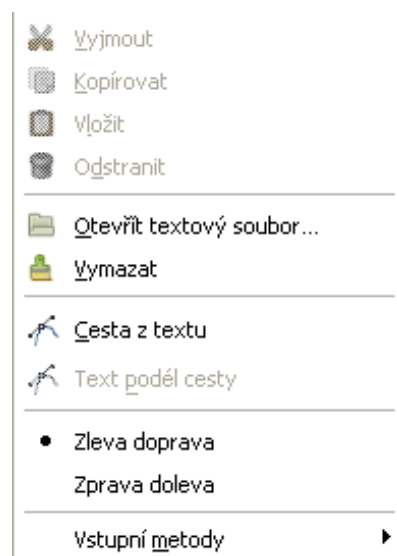 Vyjmout
Kopírovat
Vložit
Odstranit
Otevřít textový soubor...
Vymazat
Cesta z textu
Text podél cesty
Zleva doprava
Zprava doleva
Vstupní metody